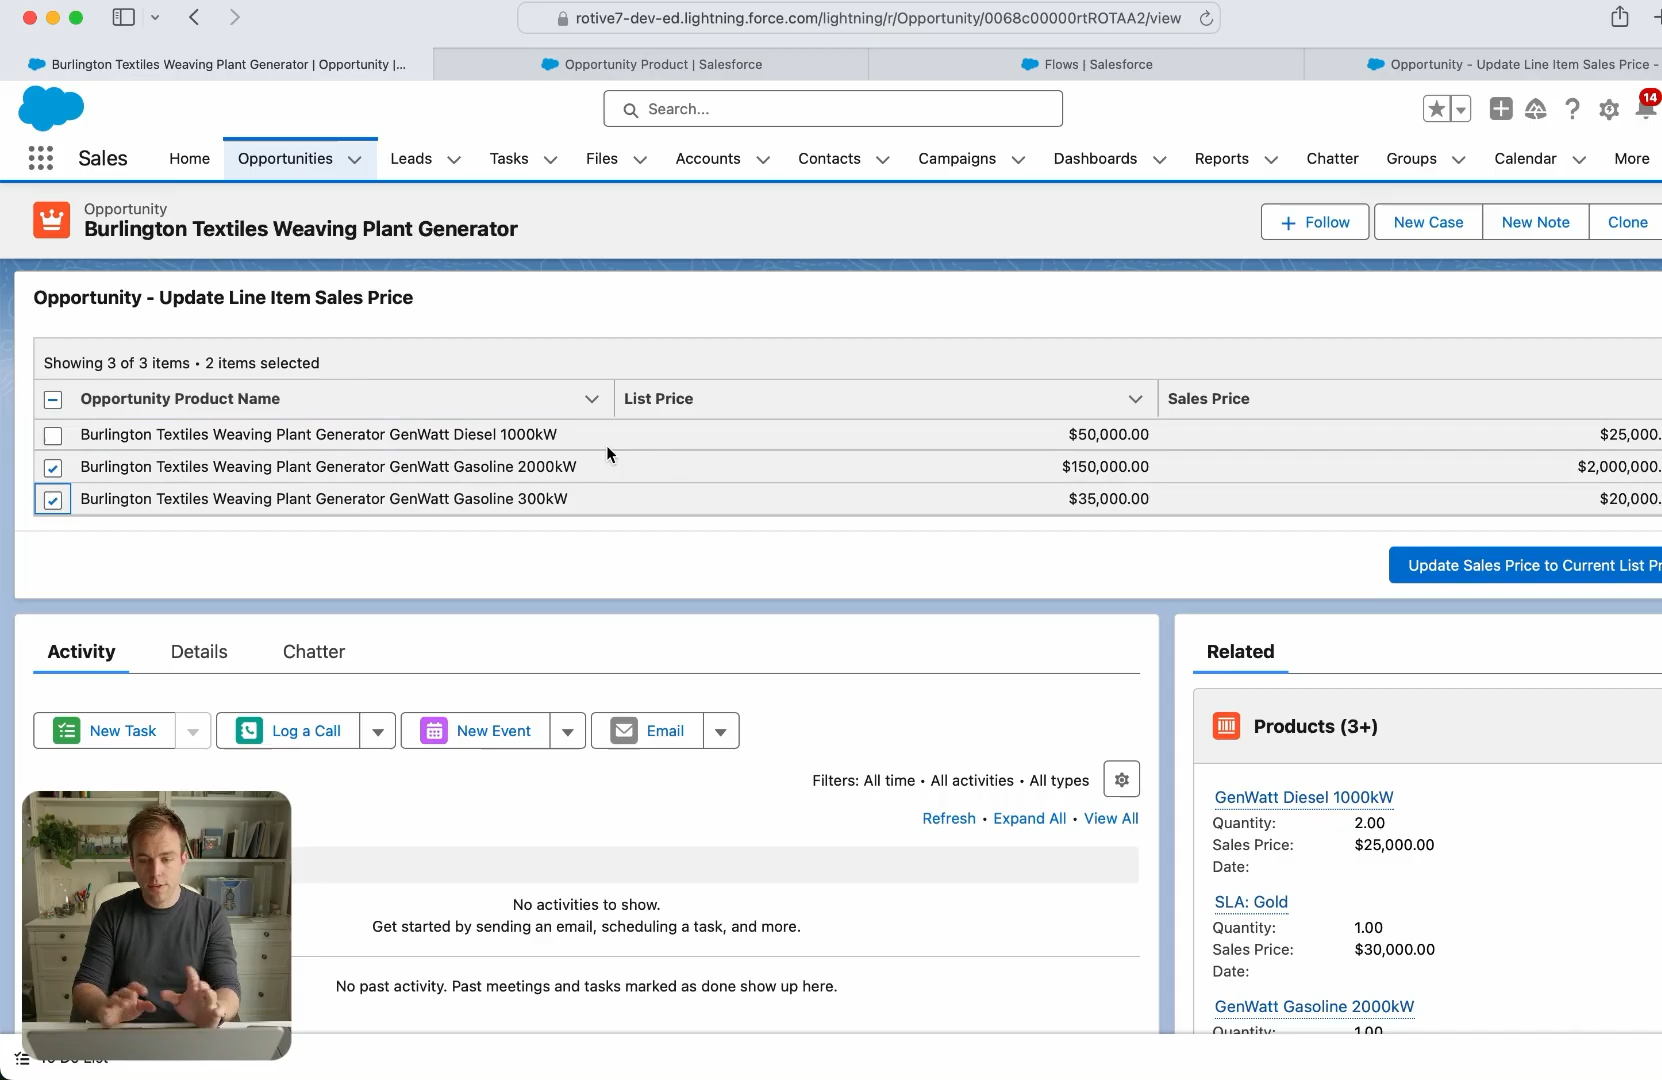 rotive7-dev-ed.lightning.force.com/lightning/r/Opportunity/0068c00000rtROTAA2/view
Burlington Textiles Weaving Plant Generator | Opportunity |...
Opportunity Product | Salesforce
Flows | Salesforce
Opportunity - Update Line Item Sales Price -
Search...
14
Sales
Home
Opportunities
Leads
Tasks
Files
Accounts
Contacts
Campaigns
Dashboards
Reports
Chatter
Groups
Calendar
More
Opportunity
Burlington Textiles Weaving Plant Generator
+ Follow
New Case
New Note
Clone
Opportunity - Update Line Item Sales Price
Showing 3 of 3 items • 2 items selected
Opportunity Product Name
List Price
Sales Price
Burlington Textiles Weaving Plant Generator GenWatt Diesel 1000kW
$50,000.00
$25,000.
Burlington Textiles Weaving Plant Generator GenWatt Gasoline 2000kW
$150,000.00
$2,000,000.
Burlington Textiles Weaving Plant Generator GenWatt Gasoline 300kW
$35,000.00
$20,000.
Update Sales Price to Current List Pr
Activity
Details
Chatter
Related
New Task
Log a Call
New Event
Email
Products (3+)
Filters: All time • All activities • All types
Refresh • Expand All • View All
GenWatt Diesel 1000kW
Quantity: 2.00
Sales Price: $25,000.00
Date:
No activities to show.
Get started by sending an email, scheduling a task, and more.
SLA: Gold
Quantity: 1.00
Sales Price: $30,000.00
Date:
No past activity. Past meetings and tasks marked as done show up here.
GenWatt Gasoline 2000kW
Quantity: 1.00
To Do List